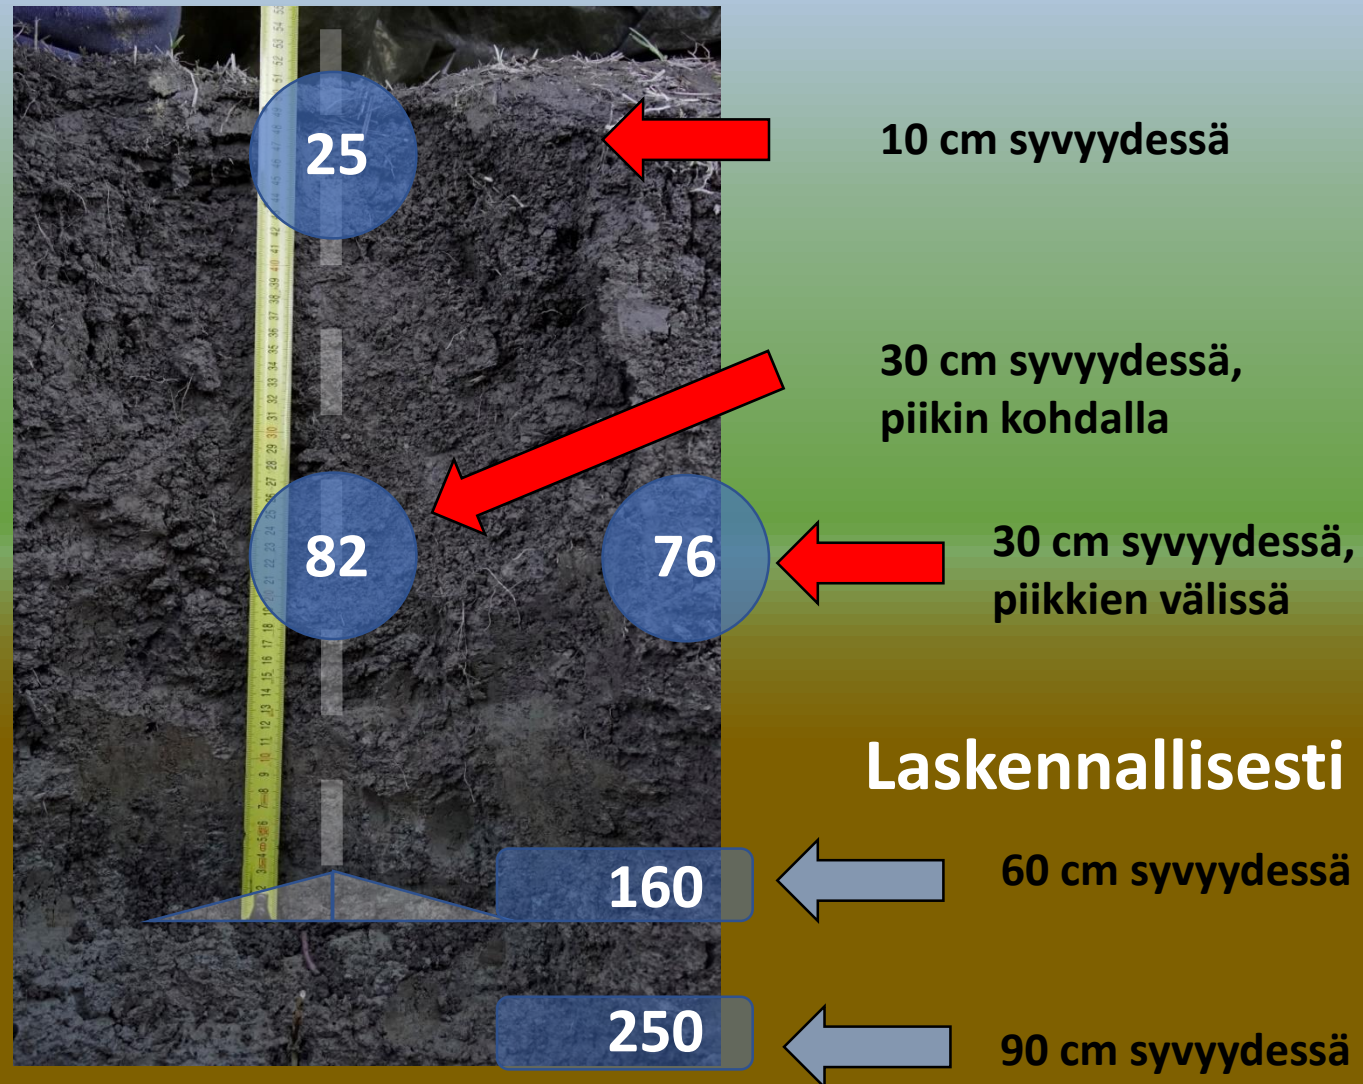 25
10 cm syvyydessä
30 cm syvyydessä,
piikin kohdalla
82
76
30 cm syvyydessä,
piikkien välissä
Laskennallisesti
160
60 cm syvyydessä
250
90 cm syvyydessä